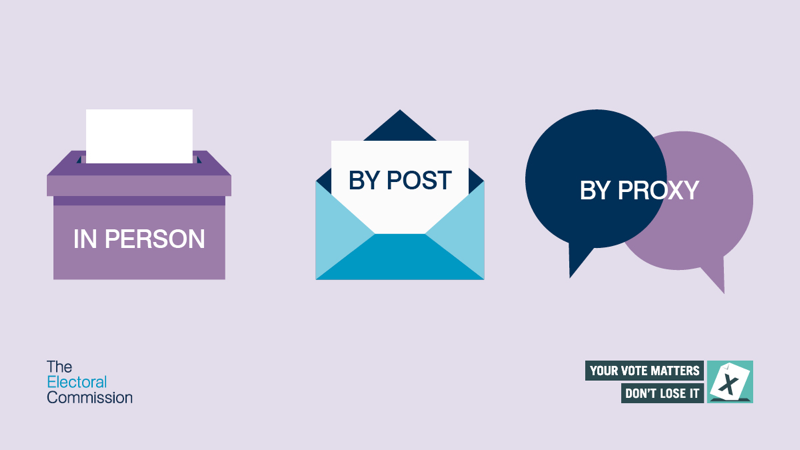 IN PERSON
BY POST
BY PROXY
The
Electoral
Commission
YOUR VOTE MATTERS
DON'T LOSE IT
X